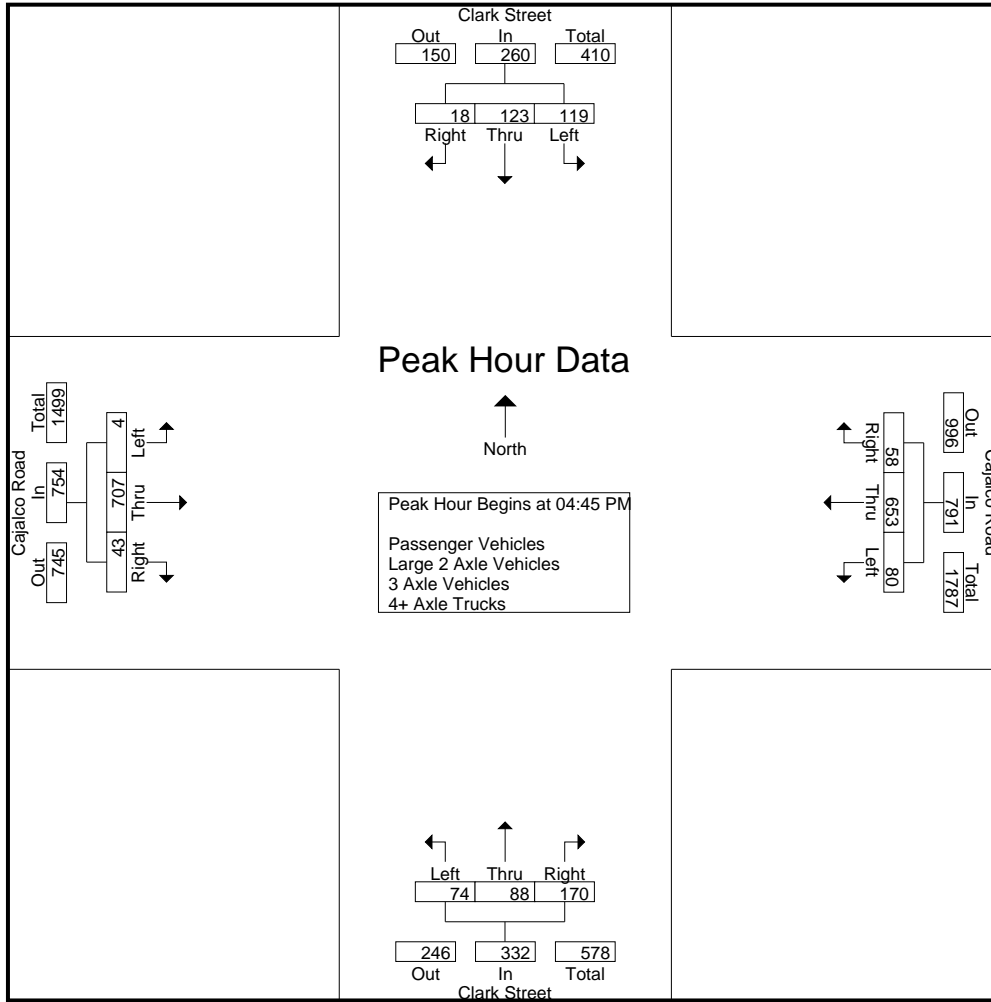 Clark Street
Out In Total
150 260 410
18 123 119
Right Thru Left
Peak Hour Data
North
Peak Hour Begins at 04:45 PM
Passenger Vehicles
Large 2 Axle Vehicles
3 Axle Vehicles
4+ Axle Trucks
Cajalco Road
Out In Total
745 754 1499
43 707 4
Right Thru Left
Cajalco Road
Out In Total
996 791 1787
58 653 80
Right Thru Left
Left Thru Right
74 88 170
246 332 578
Out In Total
Clark Street